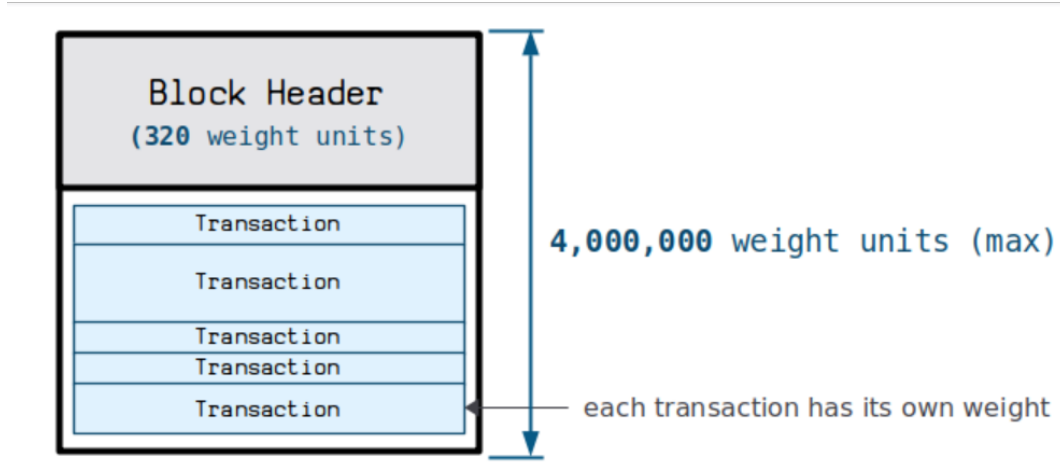 Block Header
(320 weight units)
Transaction
Transaction
4,000,000 weight units (max)
Transaction
Transaction
Transaction
each transaction has its own weight